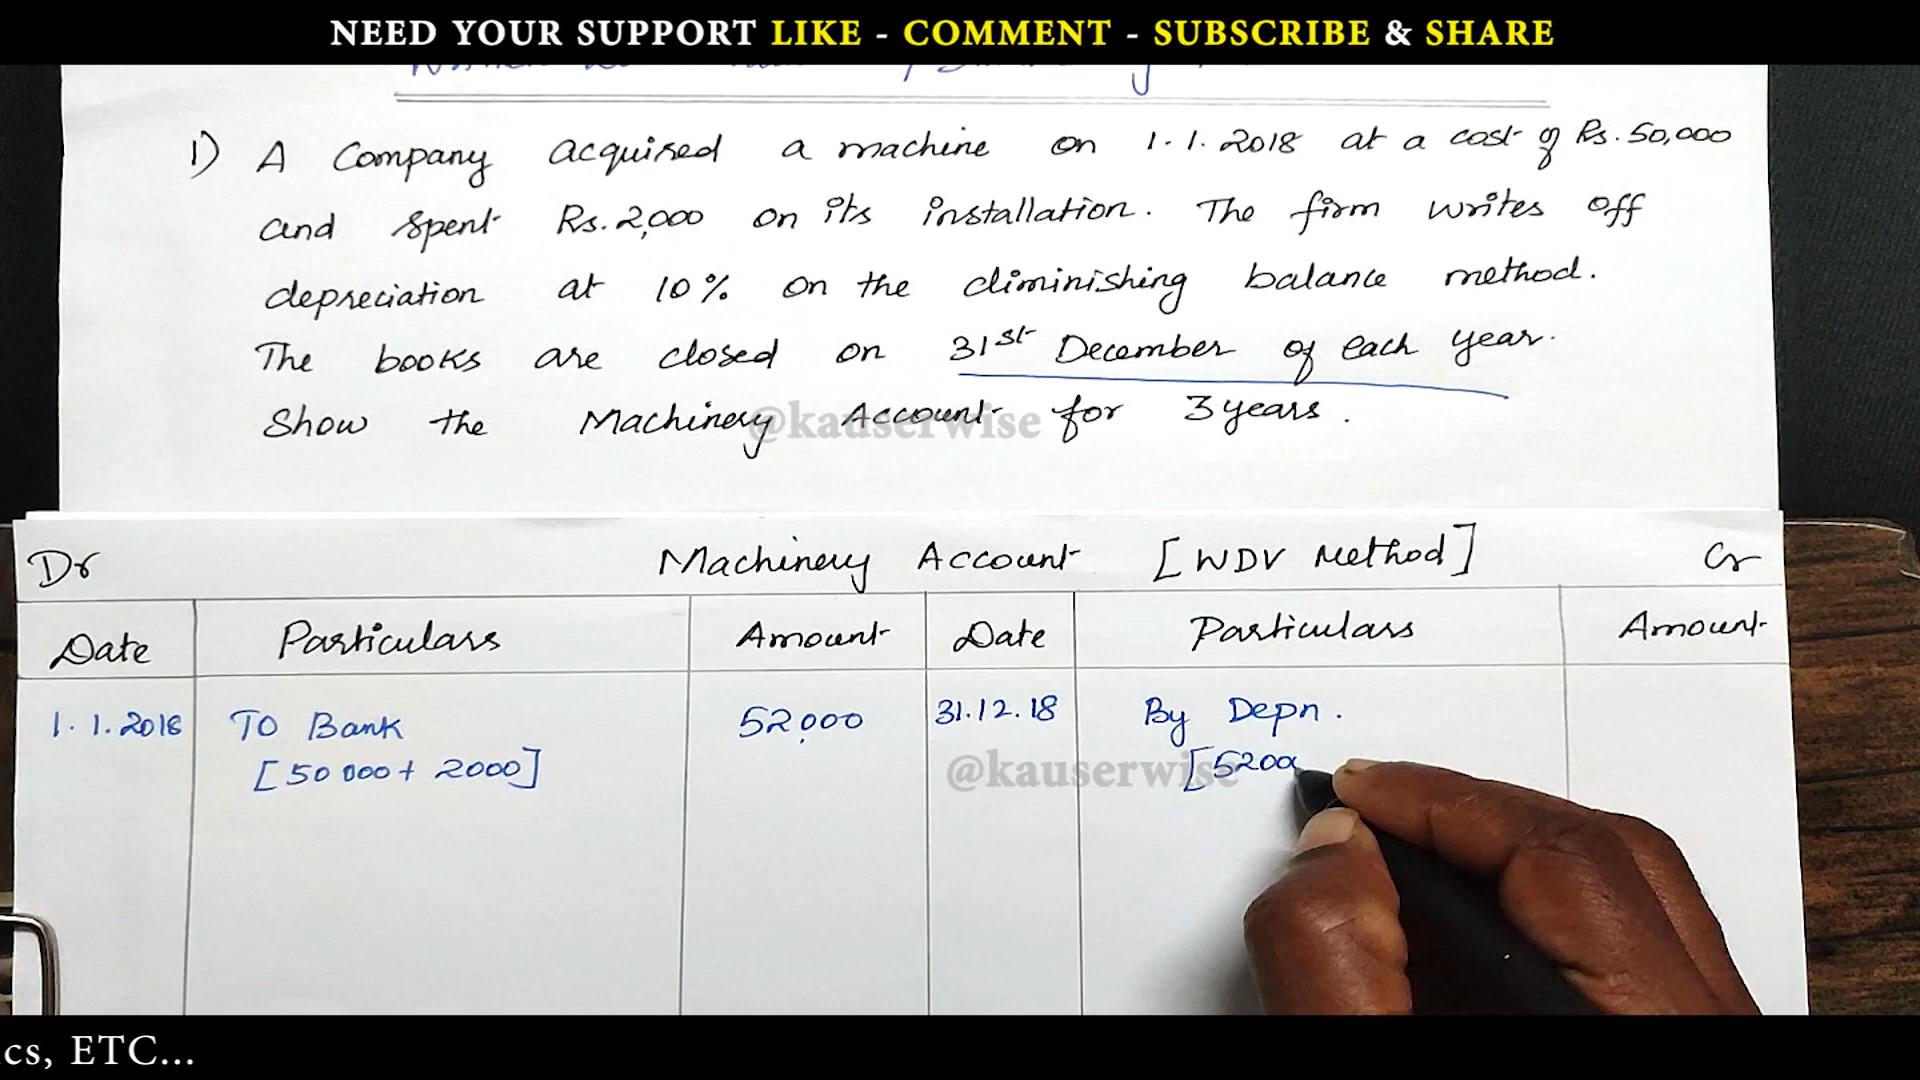 NEED YOUR SUPPORT LIKE - COMMENT - SUBSCRIBE & SHARE
1) A Company acquired a machine on 1.1.2018 at a cost of Rs.50,000
and spent Rs.2,000 on its installation. The firm writes off
depreciation at 10% on the diminishing balance method.
The books are closed on 31st December of each year.
Show the Machinery Account for 3 years.
@kauserwise
Dr Machinery Account [WDV Method] Cr
Date Particulars Amount Date Particulars Amount
1.1.2018 To Bank 52,000 31.12.18 By Depn.
[50000+ 2000] [5200
@kauserwise
cs, ETC...